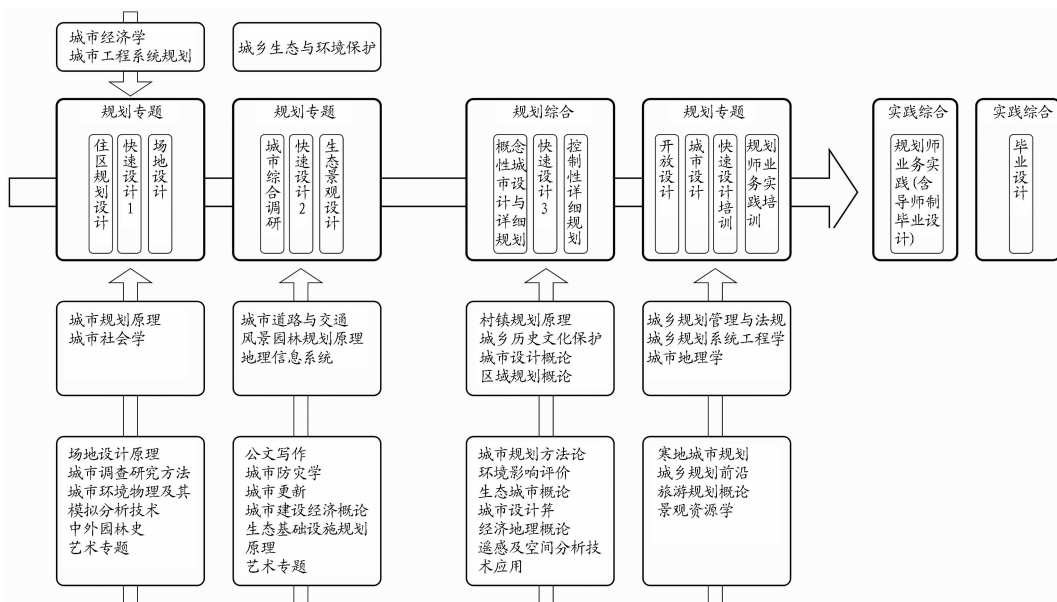 城市经济学
城市工程系统规划
城乡生态与环境保护
规划专题
住区规划设计
快速设计1
场地设计
规划专题
城市综合调研
快速设计2
生态景观设计
规划综合
概念
性城
市设
计与
详细
规划
快速设计3
控制性详细规划
规划专题
开放设计
城市设计
快速设计培训
规划
师业
务实
践培
训
实践综合
规划师
业务实
践(含
导师制
毕业设
计)
实践综合
毕业设计
城市规划原理
城市社会学
城市道路与交通
风景园林规划原理
地理信息系统
村镇规划原理
城乡历史文化保护
城市设计概论
区域规划概论
城乡规划管理与法规
城乡规划系统工程学
城市地理学
场地设计原理
城市调查研究方法
城市环境物理及其
模拟分析技术
中外园林史
艺术专题
公文写作
城市防灾学
城市更新
城市建设经济概论
生态基础设施规划
原理
艺术专题
城市规划方法论
环境影响评价
生态城市概论
城市设计算
经济地理概论
遥感及空间分析技
术应用
寒地城市规划
城乡规划前沿
旅游规划概论
景观资源学